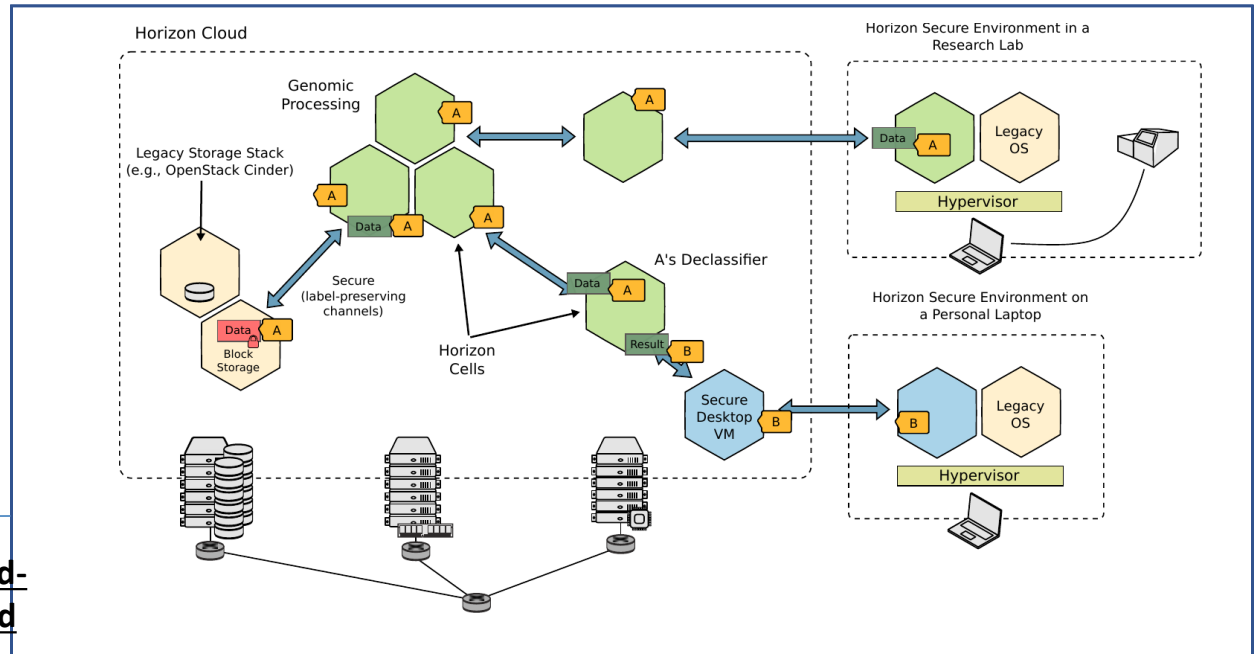 Horizon Cloud
Horizon Secure Environment in a
Research Lab
Genomic
Processing
A
A
Data
A
Legacy
OS
Legacy Storage Stack
(e.g., OpenStack Cinder)
Hypervisor
A
Data
A
A
Secure
(label-preserving
channels)
A's Declassifier
Data
A
Horizon Secure Environment on
a Personal Laptop
Data
A
Block
Storage
Horizon
Cells
Result
B
Secure
Desktop
VM
B
B
Legacy
OS
Hypervisor
d-
d